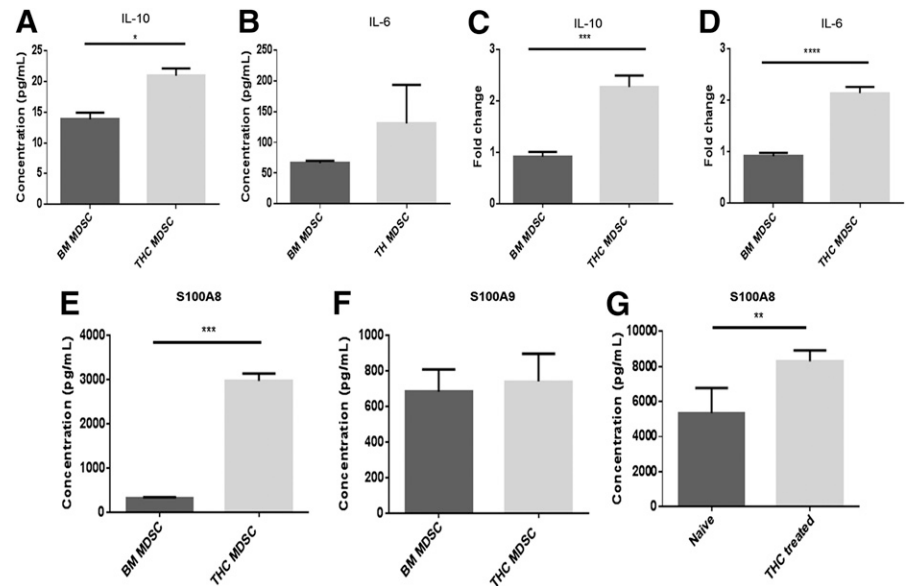 A
IL-10
*
Concentration (pg/mL)
25
20
15
10
5
0
BM MDSC
THC MDSC
B
IL-6
Concentration (pg/mL)
250
200
150
100
50
0
BM MDSC
TH MDSC
C
IL-10
***
Fold change
3
2
1
0
BM MDSC
THC MDSC
D
IL-6
****
Fold change
3
2
1
0
BM MDSC
THC MDSC
E
S100A8
***
Concentration (pg/mL)
4000
3000
2000
1000
0
BM MDSC
THC MDSC
F
S100A9
Concentration (pg/mL)
1000
800
600
400
200
0
BM MDSC
THC MDSC
G
S100A8
**
Concentration (pg/mL)
10000
8000
6000
4000
2000
0
Naive
THC treated